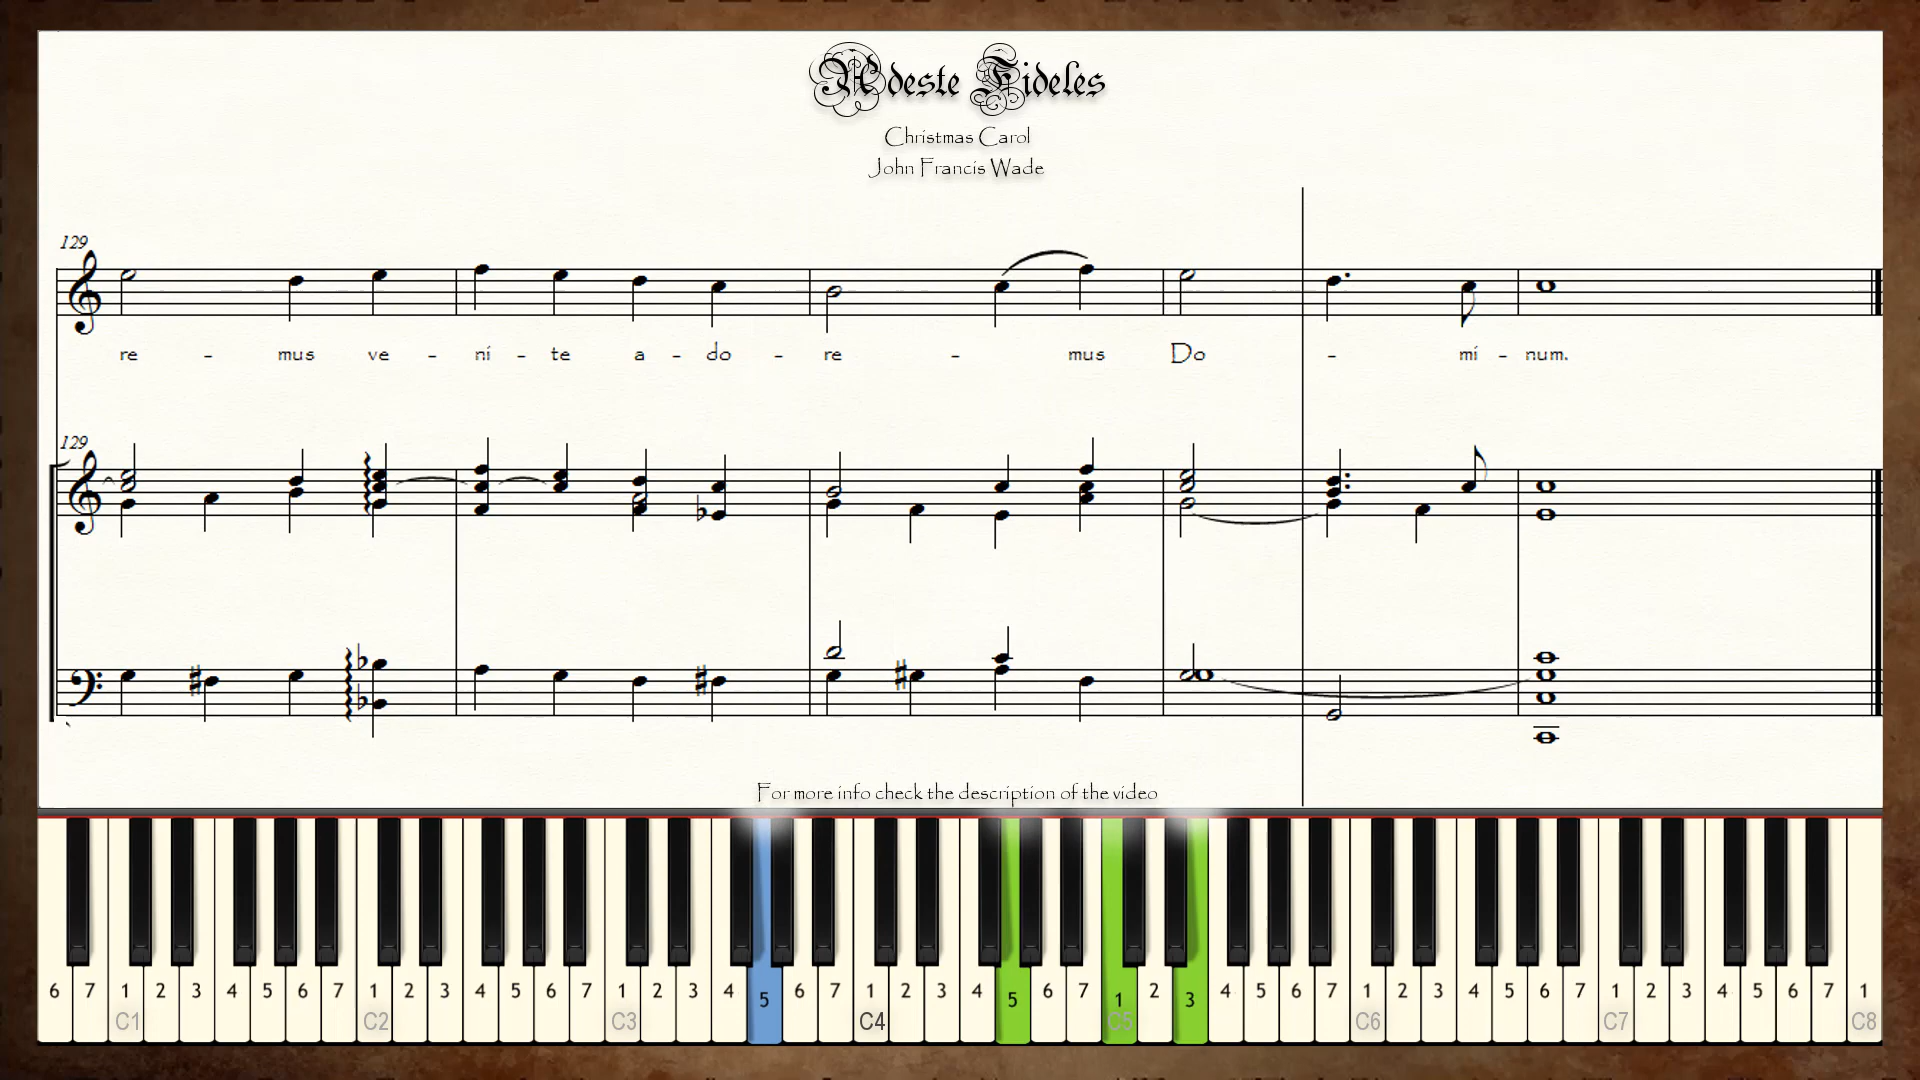 Adeste Fideles
Christmas Carol
John Francis Wade
129
re - mus ve - ni - te a - do - re - mus Do - mi - num.
129
For more info check the description of the video
6 7 1 2 3 4 5 6 7 1 2 3 4 5 6 7 1 2 3 4 5 6 7 1 2 3 4 5 6 7 1 2 3 4 5 6 7 1 2 3 4 5 6 7 1 2 3 4 5 6 7 1
C1 C2 C3 C4 C5 C6 C7 C8